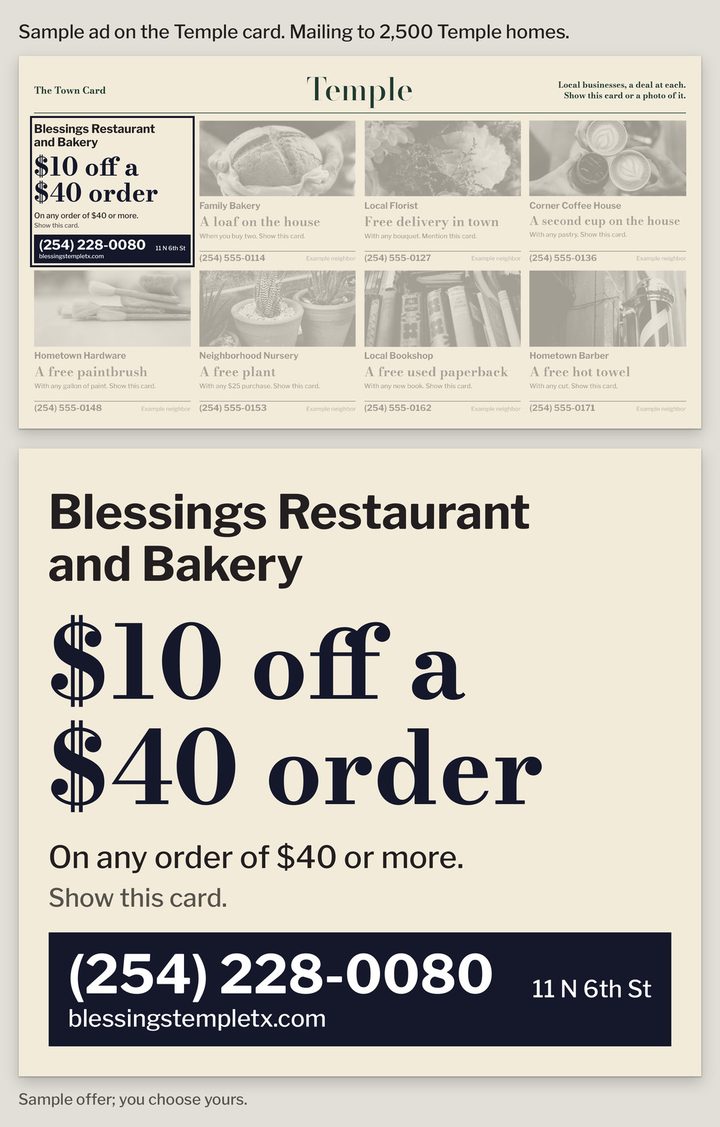 Sample ad on the Temple card. Mailing to 2,500 Temple homes.
The Town Card
Temple
Local businesses, a deal at each.
Show this card or a photo of it.
Blessings Restaurant
and Bakery
$10 off a
$40 order
On any order of $40 or more.
Show this card.
(254) 228-0080
11 N 6th St
blessingstempletx.com
Family Bakery
A loaf on the house
When you buy two. Show this card.
(254) 555-0114
Example neighbor
Local Florist
Free delivery in town
With any bouquet. Mention this card.
(254) 555-0127
Example neighbor
Corner Coffee House
A second cup on the house
With any pastry. Show this card.
(254) 555-0136
Example neighbor
Hometown Hardware
A free paintbrush
With any gallon of paint. Show this card.
(254) 555-0148
Example neighbor
Neighborhood Nursery
A free plant
With any $25 purchase. Show this card.
(254) 555-0153
Example neighbor
Local Bookshop
A free used paperback
With any new book. Show this card.
(254) 555-0162
Example neighbor
Hometown Barber
A free hot towel
With any cut. Show this card.
(254) 555-0171
Example neighbor
Blessings Restaurant
and Bakery
$10 off a
$40 order
On any order of $40 or more.
Show this card.
(254) 228-0080
11 N 6th St
blessingstempletx.com
Sample offer; you choose yours.